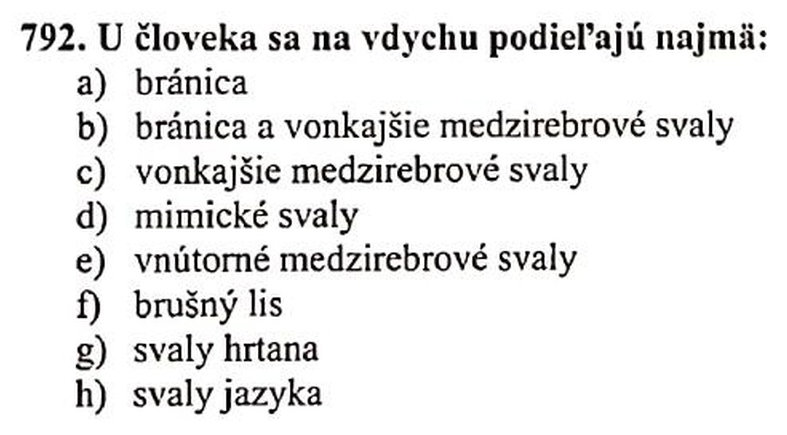 792. U človeka sa na vdychu podieľajú najmä:
a) bránica
b) bránica a vonkajšie medzirebrové svaly
c) vonkajšie medzirebrové svaly
d) mimické svaly
e) vnútorné medzirebrové svaly
f) brušný lis
g) svaly hrtana
h) svaly jazyka